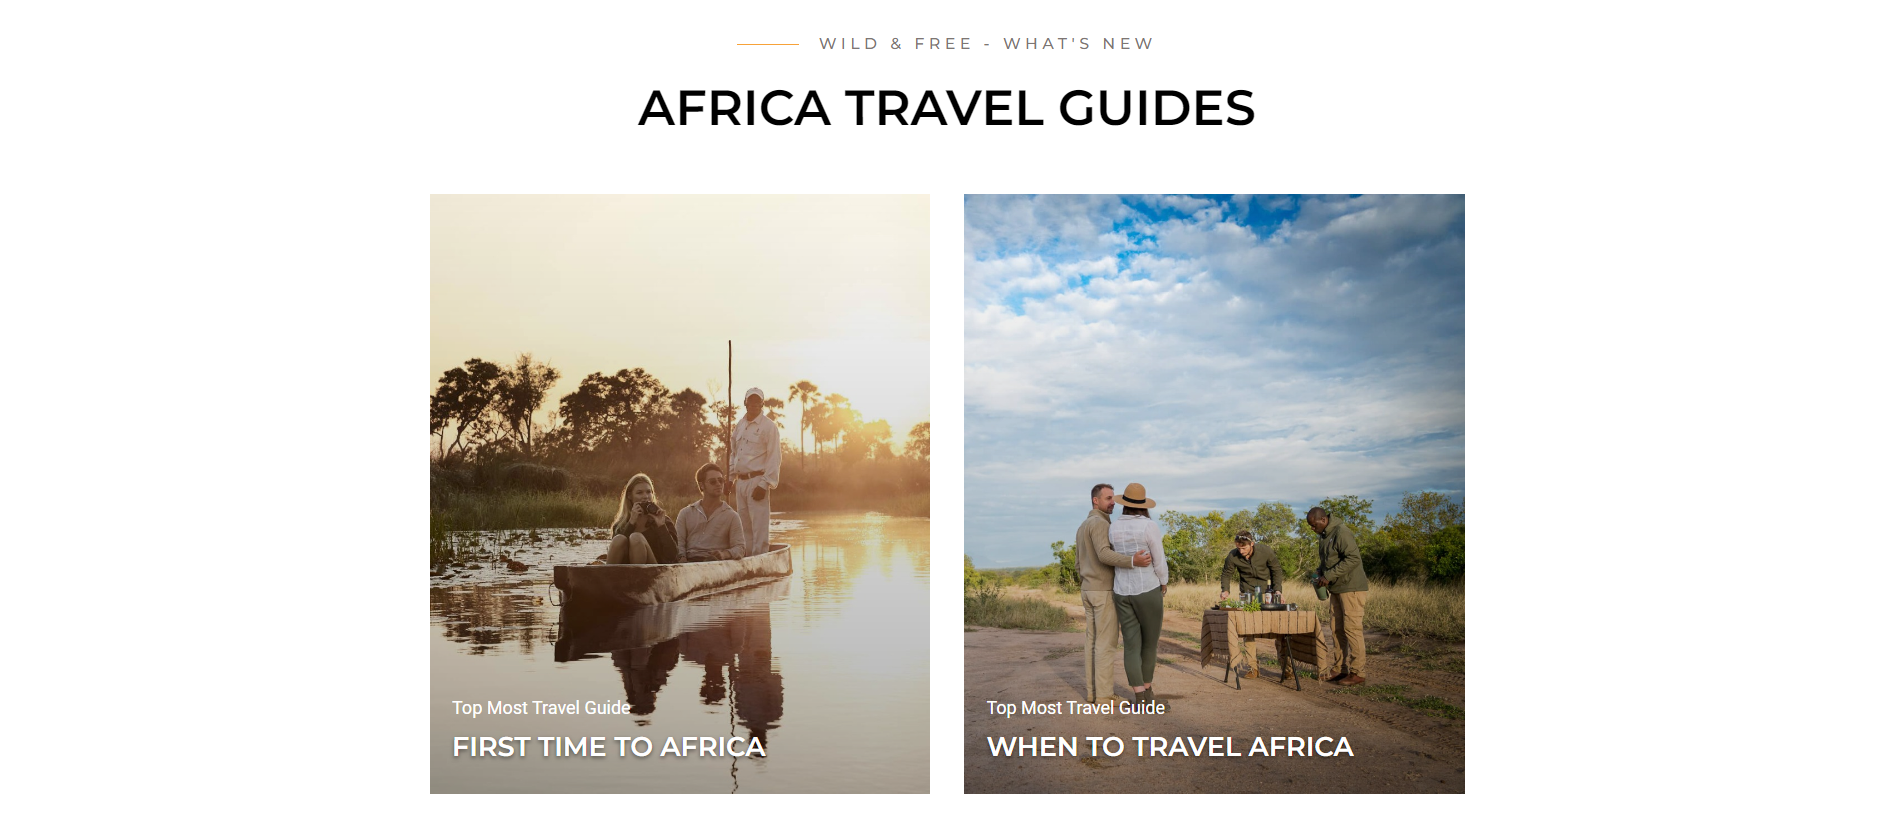 WILD & FREE - WHAT'S NEW
AFRICA TRAVEL GUIDES
Top Most Travel Guide
FIRST TIME TO AFRICA
Top Most Travel Guide
WHEN TO TRAVEL AFRICA